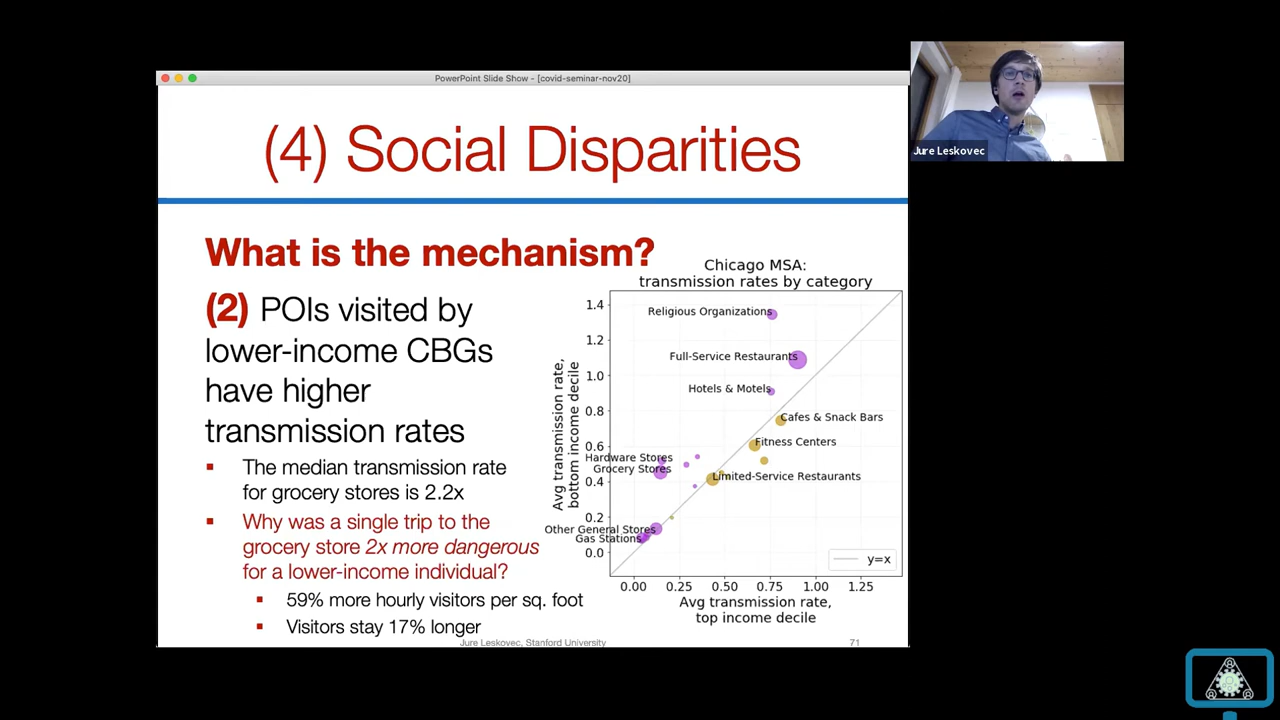 PowerPoint Slide Show - [covid-seminar-nov20]
Jure Leskovec
(4) Social Disparities
What is the mechanism?
(2) POIs visited by
lower-income CBGs
have higher
transmission rates
▪ The median transmission rate
for grocery stores is 2.2x
▪ Why was a single trip to the
grocery store 2x more dangerous
for a lower-income individual?
▪ 59% more hourly visitors per sq. foot
▪ Visitors stay 17% longer
Chicago MSA:
transmission rates by category
Avg transmission rate,
bottom income decile
1.4
1.2
1.0
0.8
0.6
0.4
0.2
0.0
Religious Organizations
Full-Service Restaurants
Hotels & Motels
Cafes & Snack Bars
Fitness Centers
Hardware Stores
Grocery Stores
Limited-Service Restaurants
Other General Stores
Gas Stations
y=x
0.00 0.25 0.50 0.75 1.00 1.25
Avg transmission rate,
top income decile
Jure Leskovec, Stanford University
71